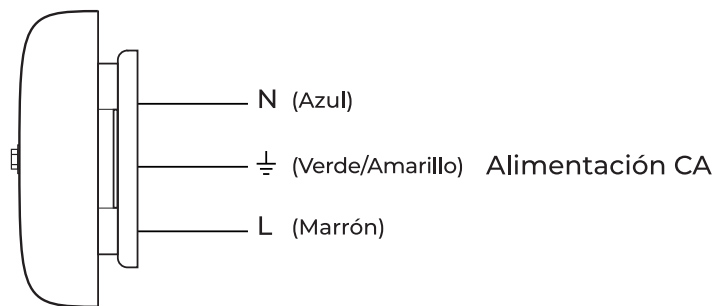 N (Azul)
⏚ (Verde/Amarillo) Alimentación CA
L (Marrón)